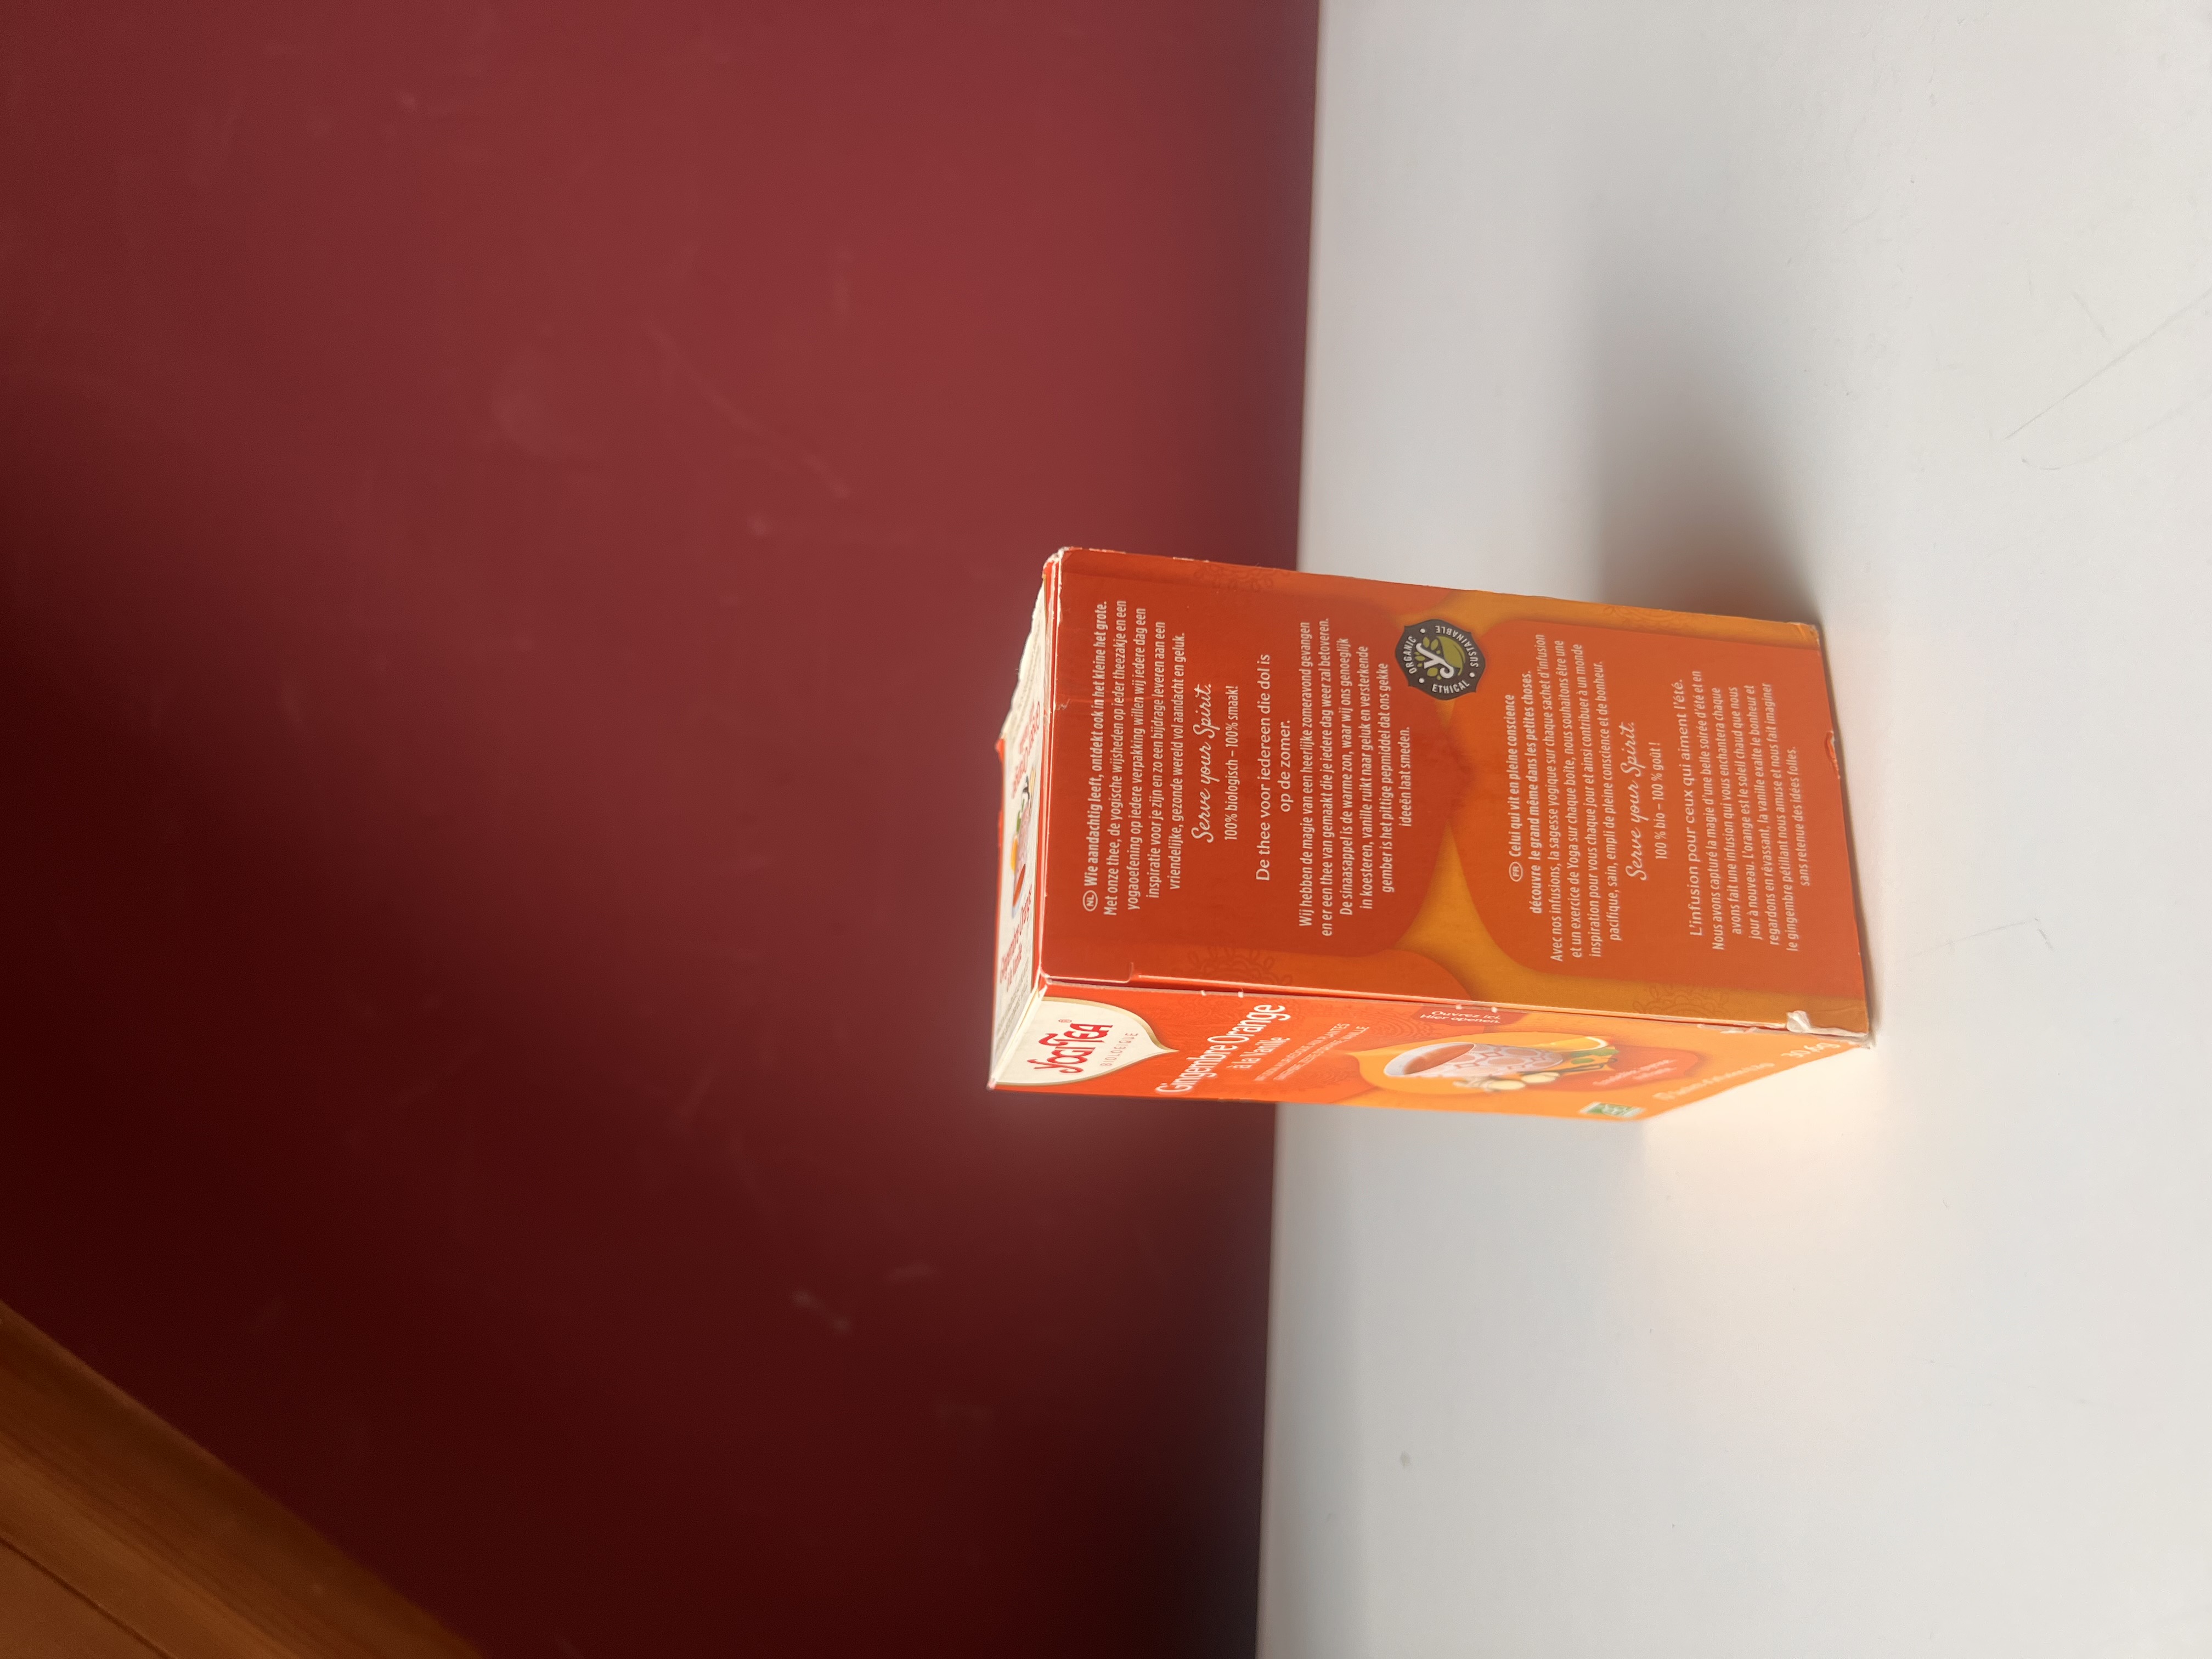 YOGI TEA
BIOLOGIQUE
Gingembre Orange
à la Vanille
Ouvrez ici.
30,6g
NL Wie aandachtig leeft, ontdekt ook in het kleine het grote.
Met onze thee, de yogische wijsheden op ieder theezakje en een
yogaoefening op iedere verpakking willen wij iedere dag een
inspiratie voor je zijn en zo een bijdrage leveren aan een
vriendelijke, gezonde wereld vol aandacht en geluk.
Serve your Spirit.
100% biologisch – 100% smaak!
De thee voor iedereen die dol is
op de zomer.
Wij hebben de magie van een heerlijke zomeravond gevangen
en er een thee van gemaakt die je iedere dag weer zal betoveren.
De sinaasappel is de warme zon, waar wij ons genoeglijk
in koesteren, vanille ruikt naar geluk en versterkende
gember is het pittige pepmiddel dat ons gekke
ideeën laat smeden.
ORGANIC
ETHICAL
SUSTAINABLE
FR Celui qui vit en pleine conscience
découvre le grand même dans les petites choses.
Avec nos infusions, la sagesse yogique sur chaque sachet d'infusion
et un exercice de Yoga sur chaque boîte, nous souhaitons être une
inspiration pour vous chaque jour et ainsi contribuer à un monde
pacifique, sain, empli de pleine conscience et de bonheur.
Serve your Spirit.
100 % bio – 100 % goût !
L'infusion pour ceux qui aiment l'été.
Nous avons capturé la magie d'une belle soirée d'été et en
avons fait une infusion qui vous enchantera chaque
jour à nouveau. L'orange est le soleil chaud que nous
regardons en rêvassant, la vanille exalte le bonheur et
le gingembre pétillant nous amuse et nous fait imaginer
sans retenue des idées folles.